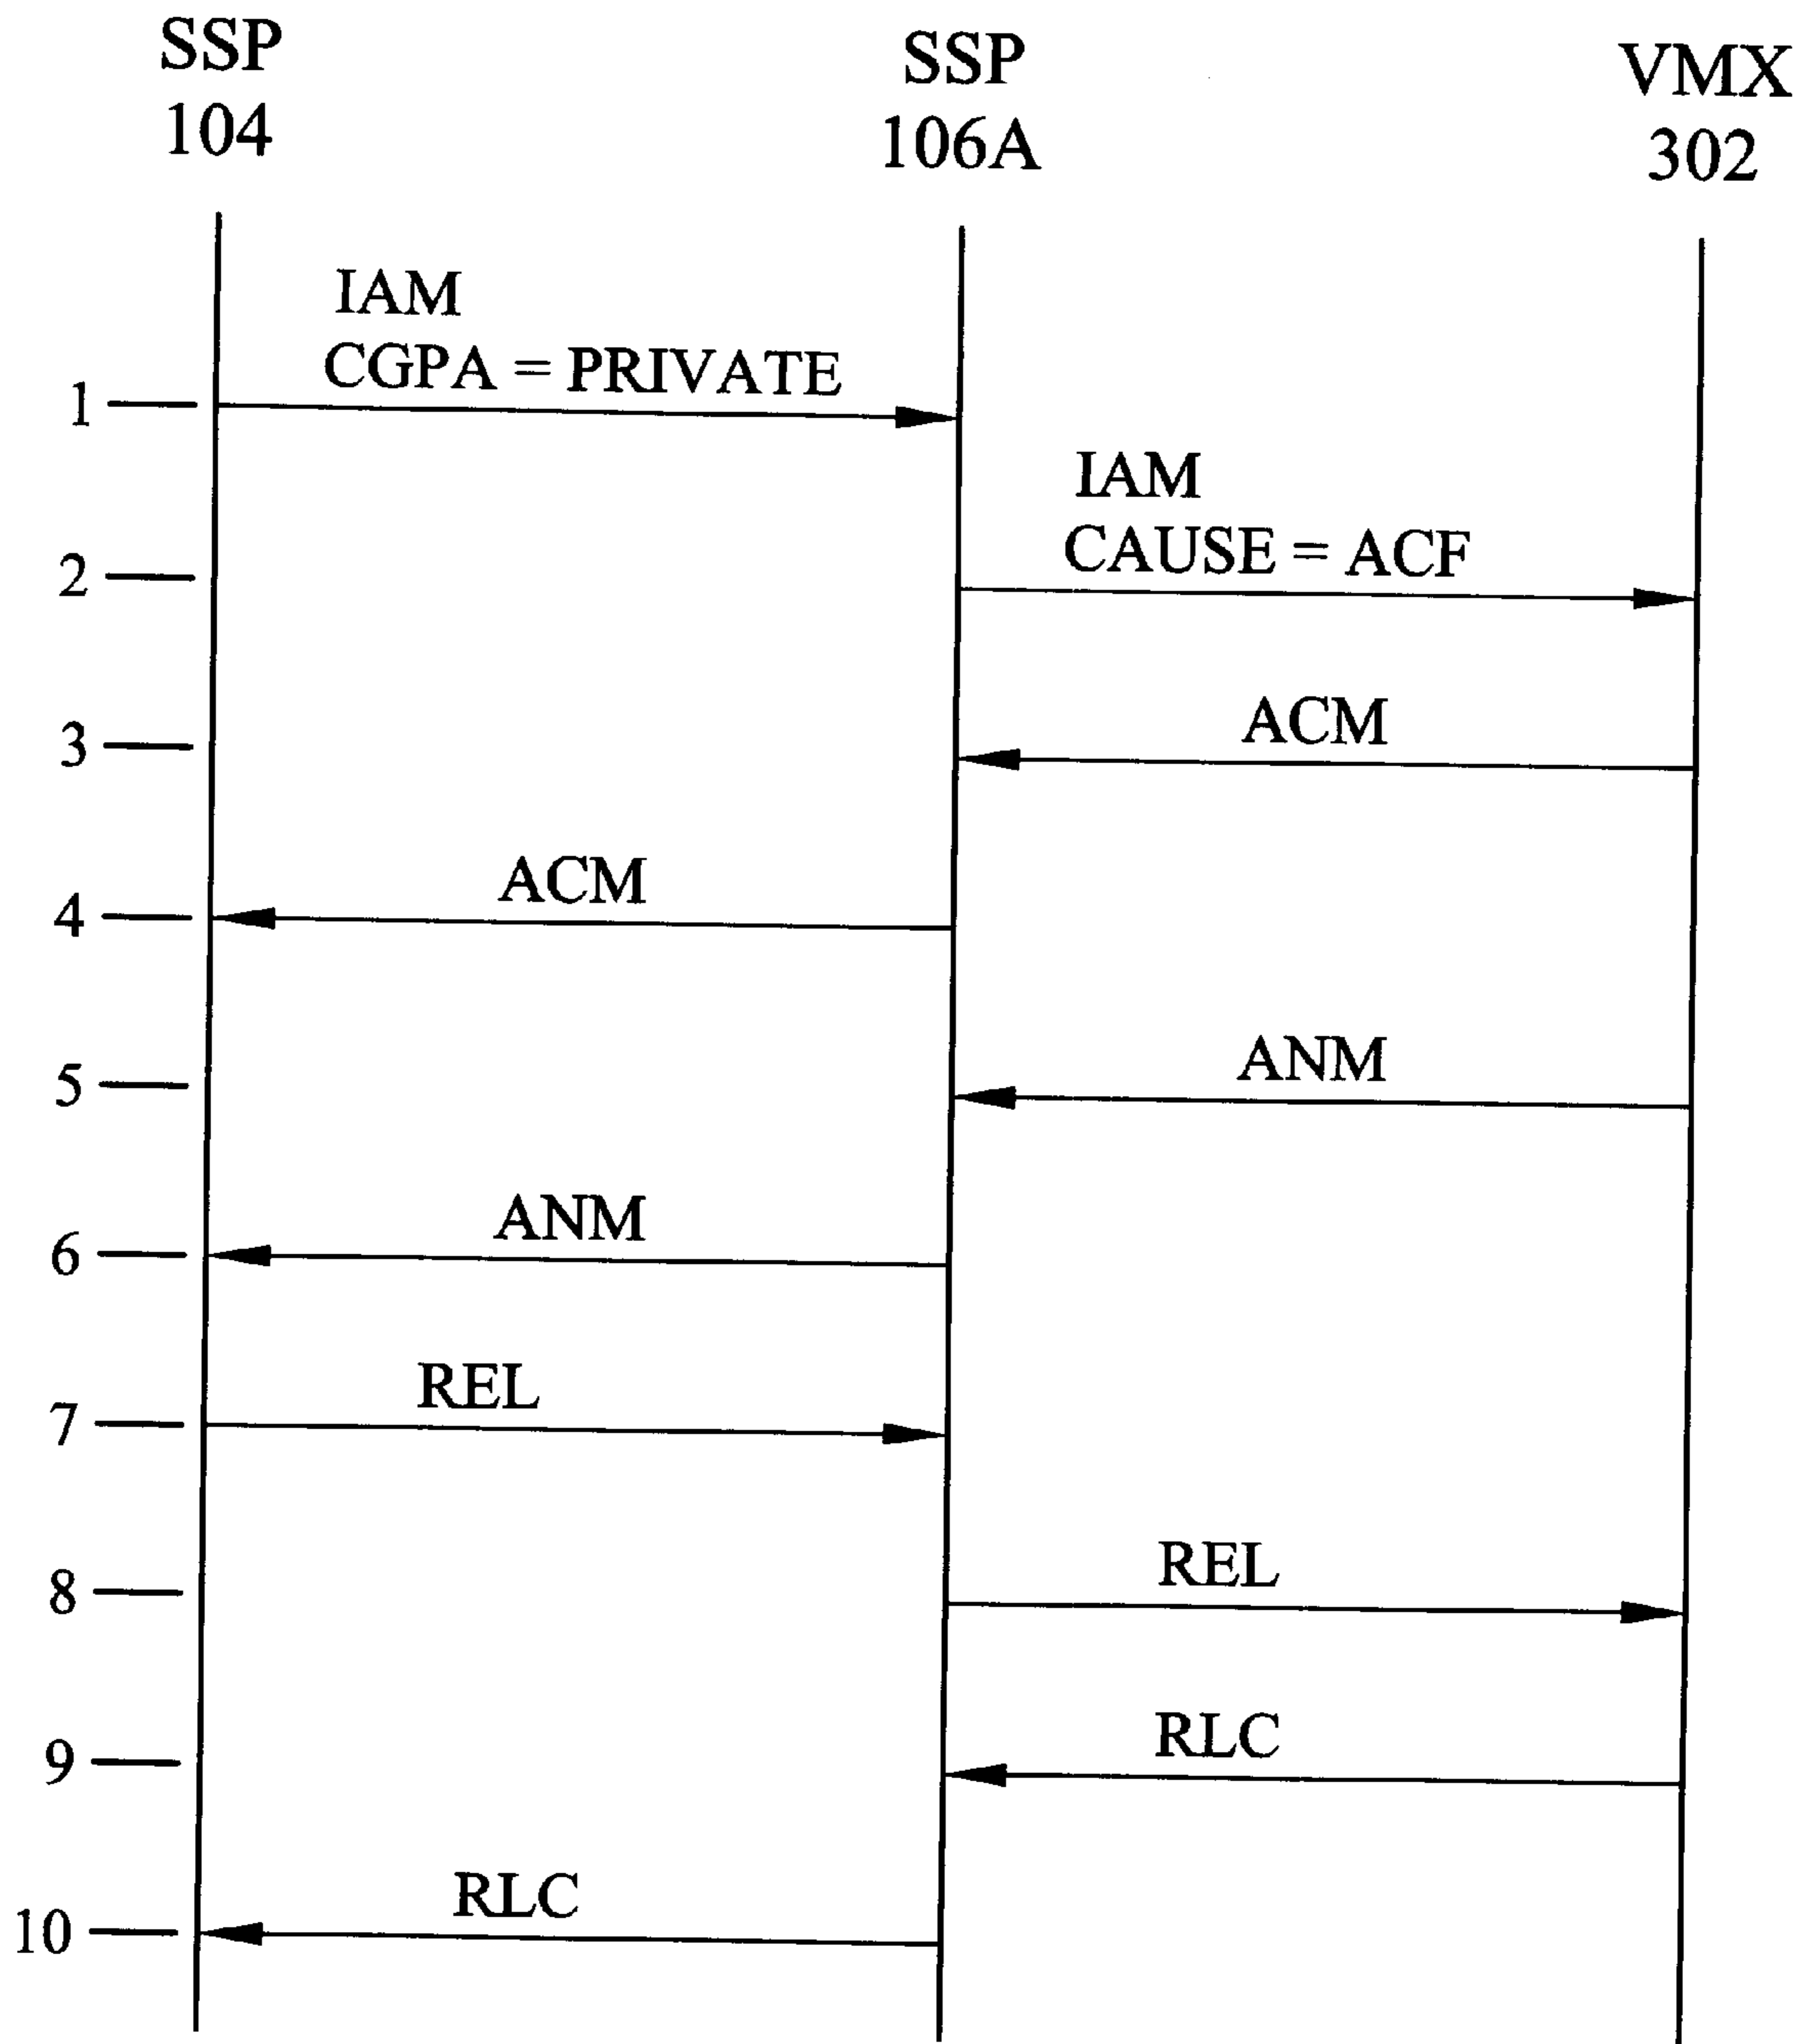 SSP
104
SSP
106A
VMX
302
IAM
CGPA = PRIVATE
1
IAM
CAUSE = ACF
2
ACM
3
ACM
4
ANM
5
ANM
6
REL
7
REL
8
RLC
9
RLC
10